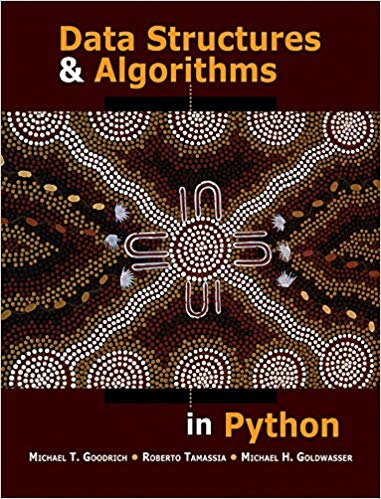 Data Structures
& Algorithms
in Python
Michael T. Goodrich • Roberto Tamassia • Michael H. Goldwasser